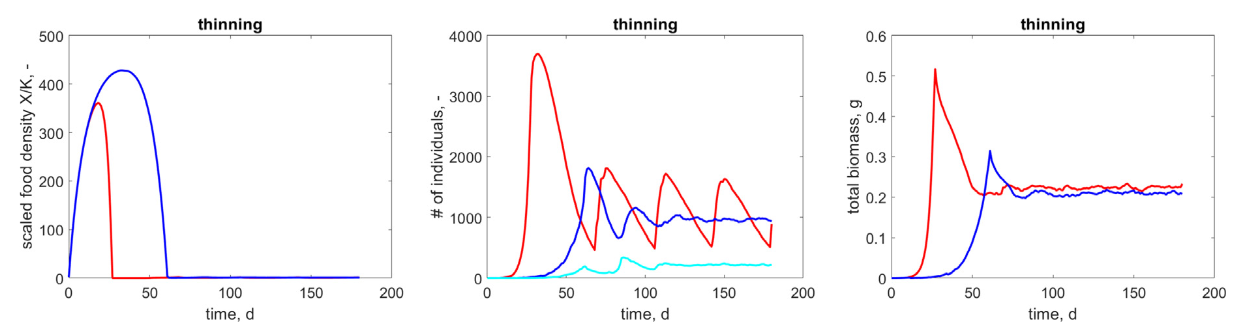 thinning
500
400
300
200
100
0
scaled food density X/K, -
0 50 100 150 200
time, d
thinning
4000
3000
2000
1000
0
# of individuals, -
0 50 100 150 200
time, d
thinning
0.6
0.5
0.4
0.3
0.2
0.1
0
total biomass, g
0 50 100 150 200
time, d